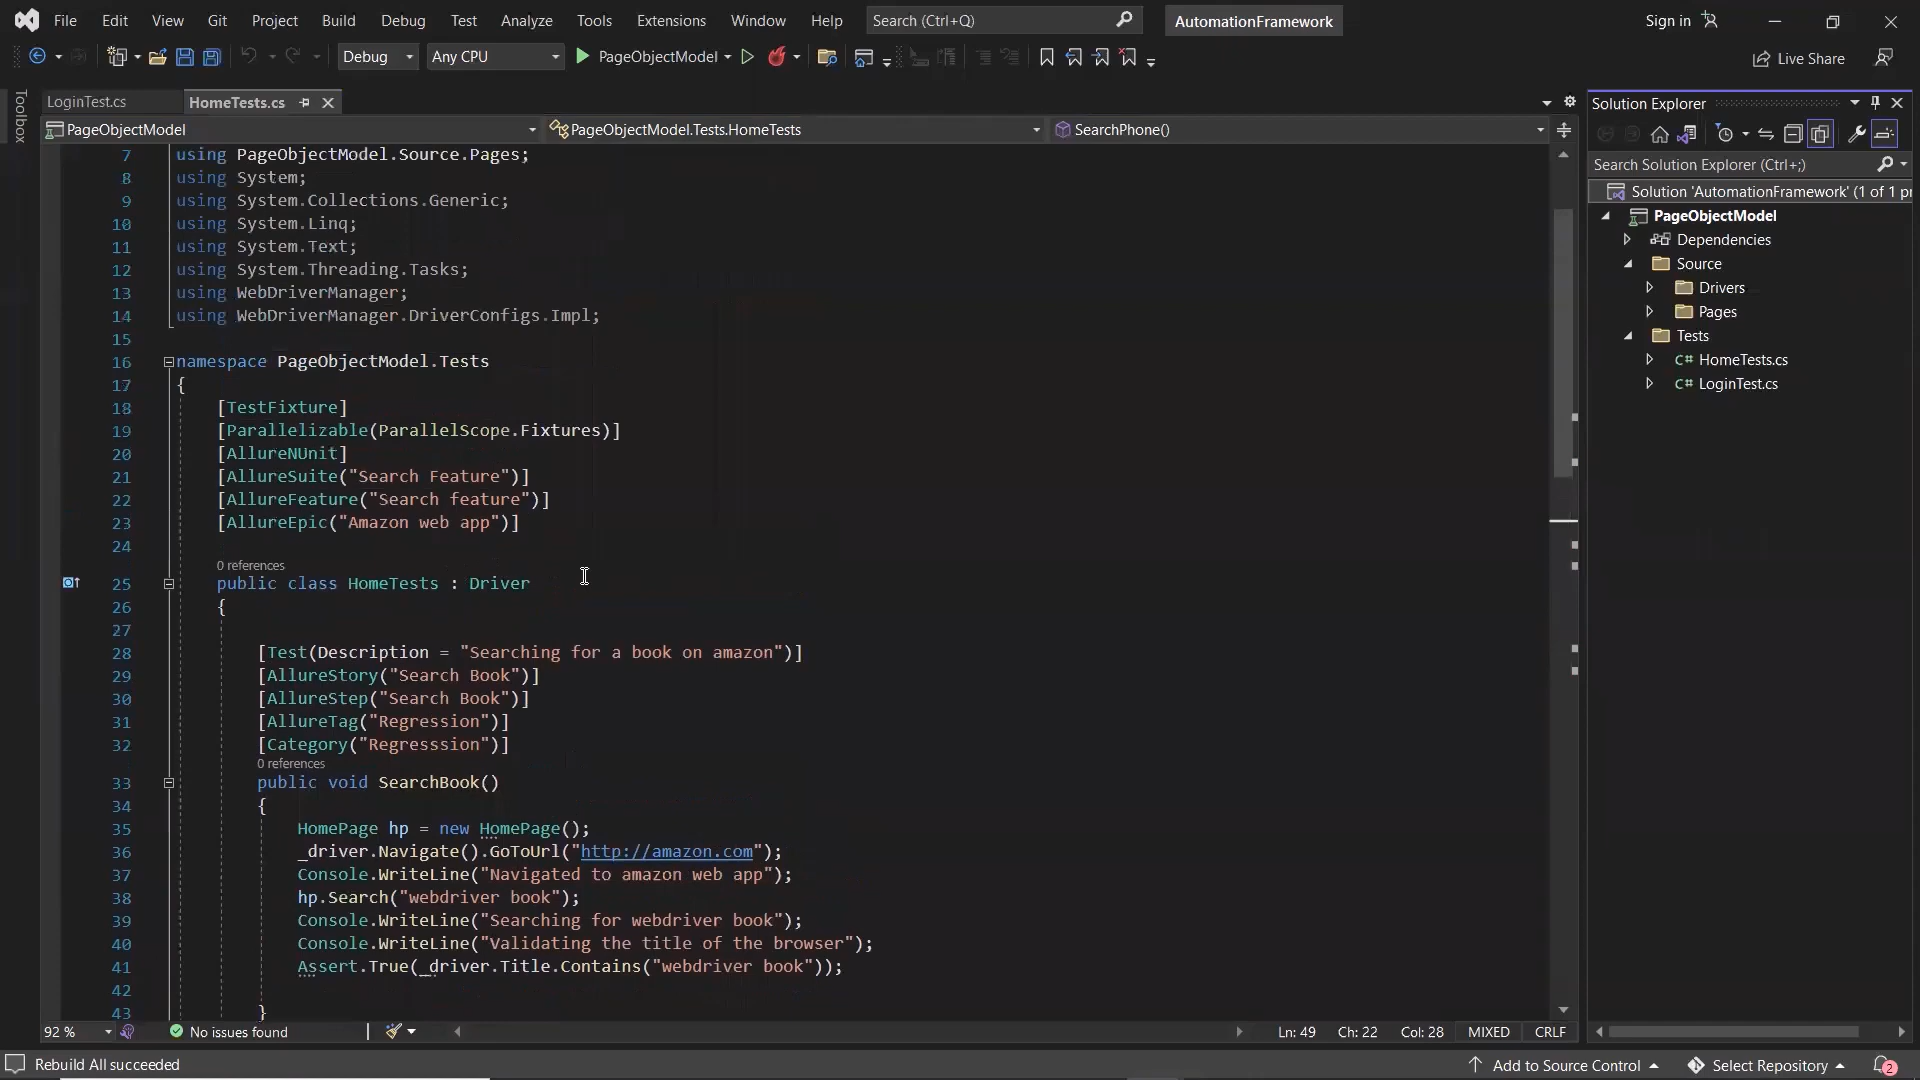 File Edit View Git Project Build Debug Test Analyze Tools Extensions Window Help Search (Ctrl+Q) AutomationFramework Sign in
Debug Any CPU PageObjectModel Live Share
Toolbox
LoginTest.cs HomeTests.cs
PageObjectModel PageObjectModel.Tests.HomeTests SearchPhone()
7 using PageObjectModel.Source.Pages;
8 using System;
9 using System.Collections.Generic;
10 using System.Linq;
11 using System.Text;
12 using System.Threading.Tasks;
13 using WebDriverManager;
14 using WebDriverManager.DriverConfigs.Impl;
15
16 namespace PageObjectModel.Tests
17 {
18 [TestFixture]
19 [Parallelizable(ParallelScope.Fixtures)]
20 [AllureNUnit]
21 [AllureSuite("Search Feature")]
22 [AllureFeature("Search feature")]
23 [AllureEpic("Amazon web app")]
24
0 references
25 public class HomeTests : Driver
26 {
27
28 [Test(Description = "Searching for a book on amazon")]
29 [AllureStory("Search Book")]
30 [AllureStep("Search Book")]
31 [AllureTag("Regression")]
32 [Category("Regresssion")]
0 references
33 public void SearchBook()
34 {
35 HomePage hp = new HomePage();
36 _driver.Navigate().GoToUrl("http://amazon.com");
37 Console.WriteLine("Navigated to amazon web app");
38 hp.Search("webdriver book");
39 Console.WriteLine("Searching for webdriver book");
40 Console.WriteLine("Validating the title of the browser");
41 Assert.True(_driver.Title.Contains("webdriver book"));
42
43 }
92 % No issues found Ln: 49 Ch: 22 Col: 28 MIXED CRLF
Solution Explorer
Search Solution Explorer (Ctrl+;)
Solution 'AutomationFramework' (1 of 1 pr
PageObjectModel
Dependencies
Source
Drivers
Pages
Tests
C# HomeTests.cs
C# LoginTest.cs
Rebuild All succeeded Add to Source Control Select Repository 2